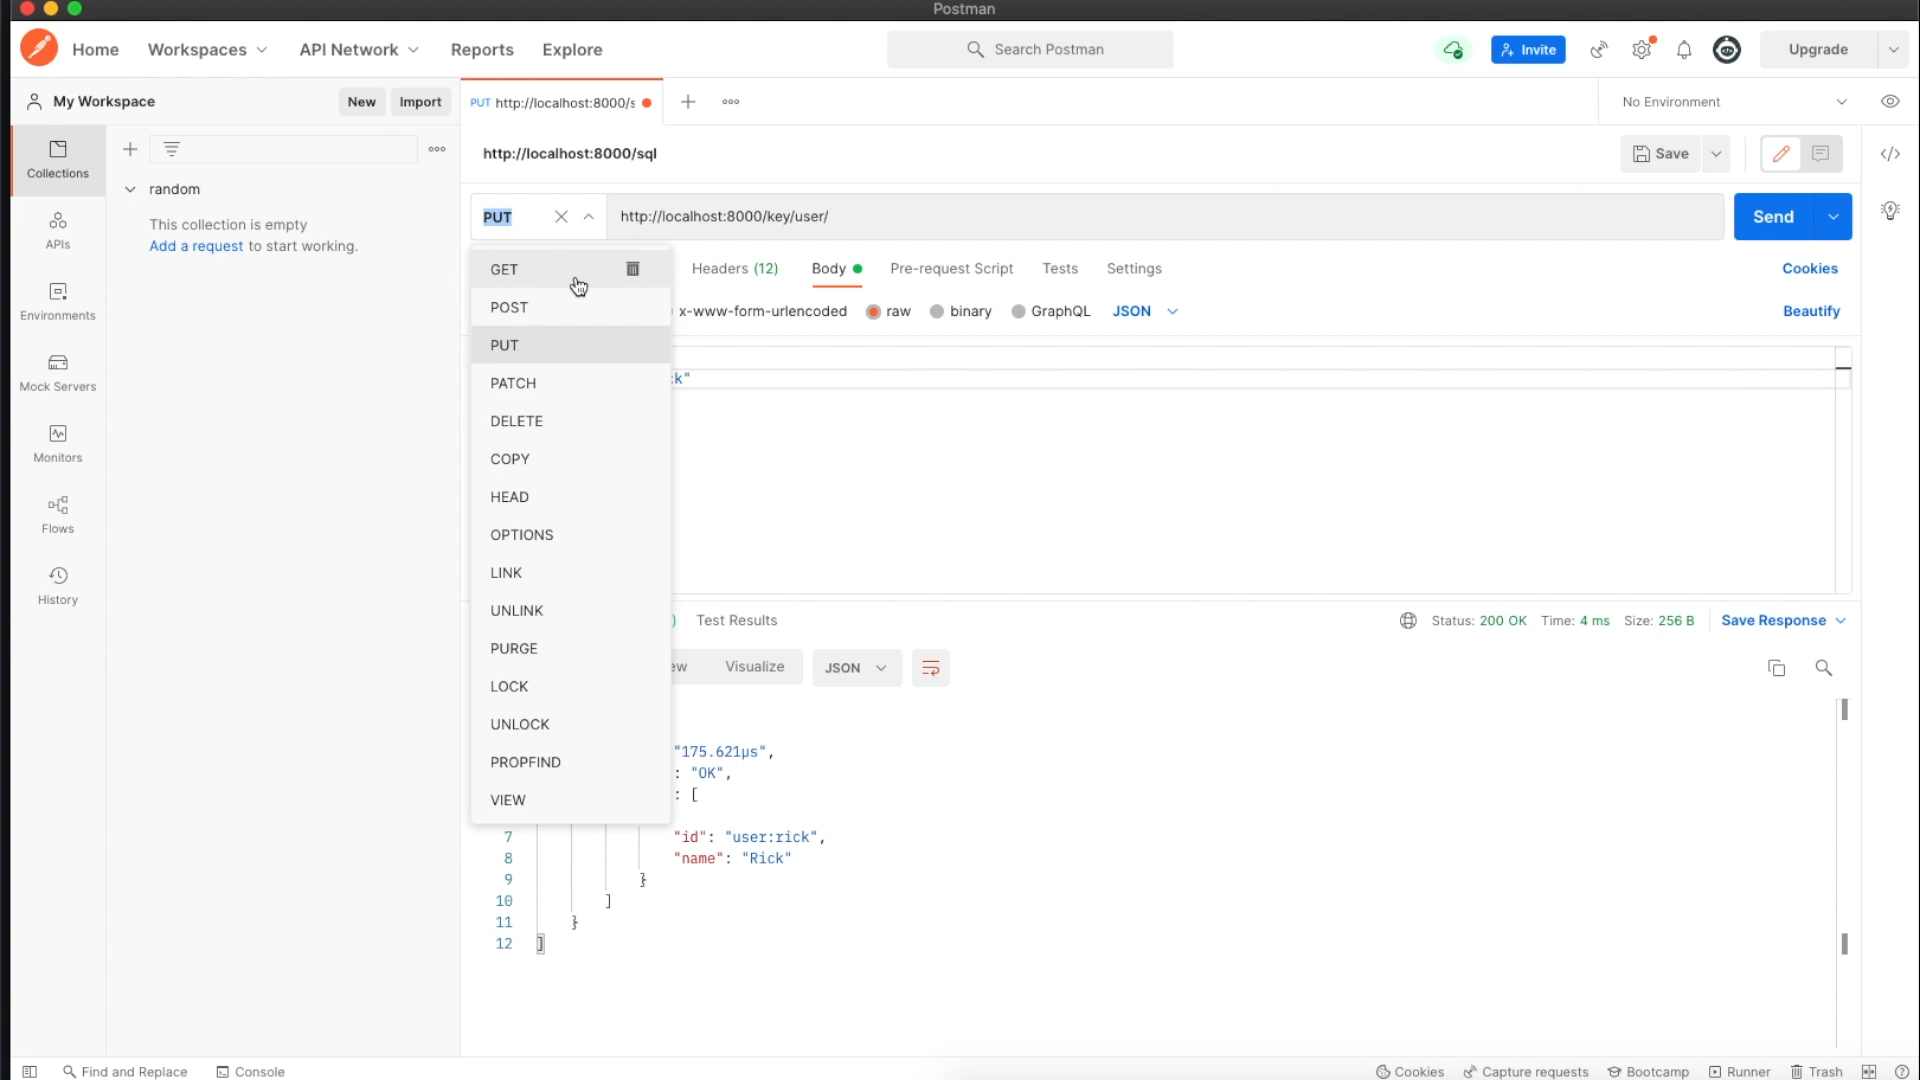 Postman
Home Workspaces API Network Reports Explore Search Postman Invite Upgrade
My Workspace New Import PUT http://localhost:8000/s No Environment
Collections
random
This collection is empty
Add a request to start working.
APIs
Environments
Mock Servers
Monitors
Flows
History
http://localhost:8000/sql Save
PUT http://localhost:8000/key/user/ Send
GET
POST
PUT
PATCH
DELETE
COPY
HEAD
OPTIONS
LINK
UNLINK
PURGE
LOCK
UNLOCK
PROPFIND
VIEW
Headers (12) Body Pre-request Script Tests Settings Cookies
x-www-form-urlencoded raw binary GraphQL JSON Beautify
k"
) Test Results Status: 200 OK Time: 4 ms Size: 256 B Save Response
ew Visualize JSON
"175.621µs",
: "OK",
: [
7 "id": "user:rick",
8 "name": "Rick"
9 }
10 ]
11 }
12 ]
Find and Replace Console Cookies Capture requests Bootcamp Runner Trash